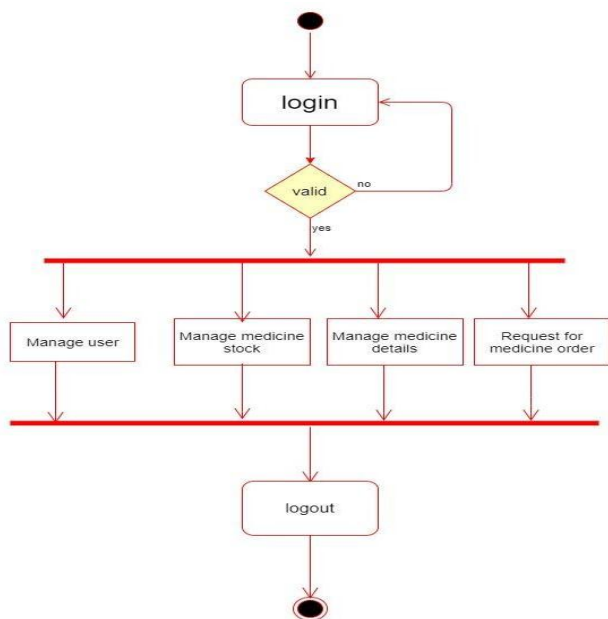 login
valid
no
yes
Manage user
Manage medicine
stock
Manage medicine
details
Request for
medicine order
logout